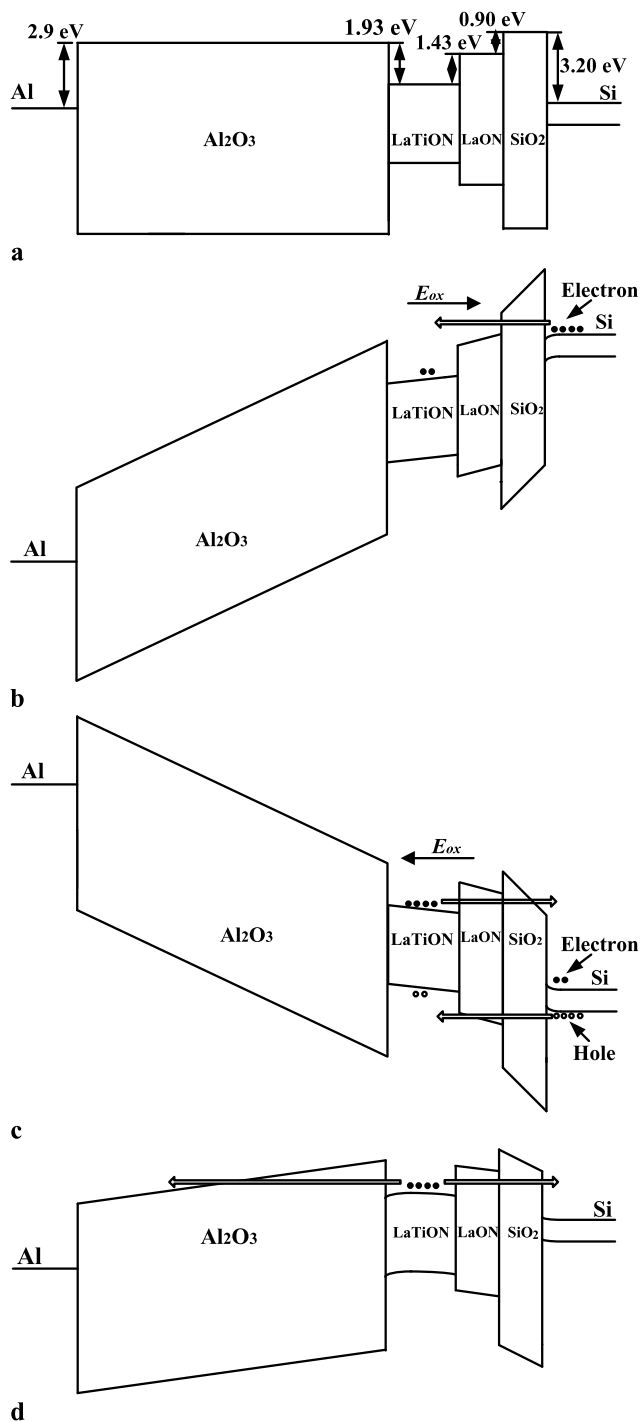 2.9 eV
1.93 eV
0.90 eV
1.43 eV
3.20 eV
Al
Si
Al2O3
LaTiON
LaON
SiO2
a
Eox
Electron
Si
LaTiON
LaON
SiO2
Al2O3
Al
b
Al
Eox
Al2O3
LaTiON
LaON
SiO2
Electron
Si
Hole
c
Al2O3
LaTiON
LaON
SiO2
Si
Al
d